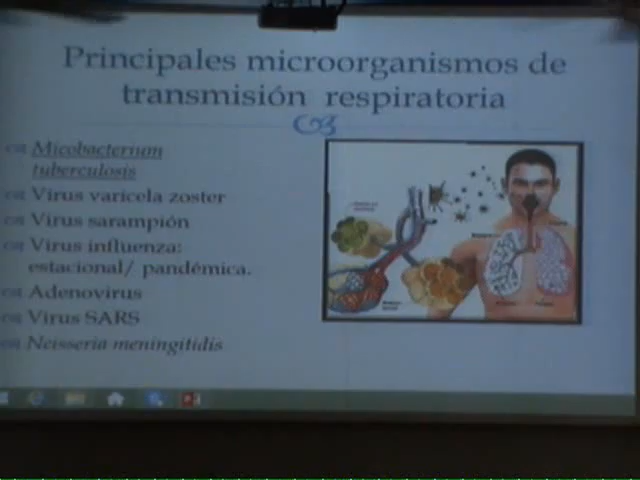 Principales microorganismos de
transmisión respiratoria
Micobacterium
tuberculosis
Virus varicela zoster
Virus sarampión
Virus influenza:
estacional/ pandémica.
Adenovirus
Virus SARS
Neisseria meningitidis